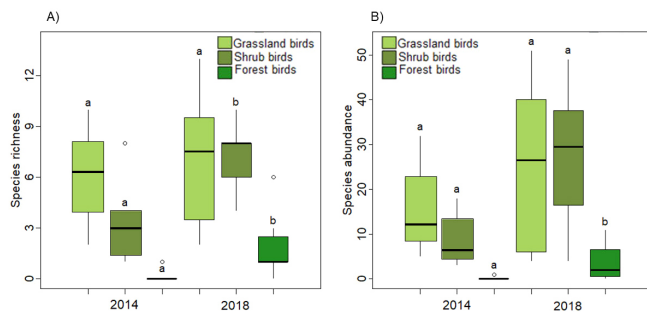 A)
Species richness
0 3 6 9 12
Grassland birds
Shrub birds
Forest birds
a
a
a
a
b
b
2014 2018
B)
Species abundance
0 10 20 30 40 50
Grassland birds
Shrub birds
Forest birds
a
a
a
a
a
b
2014 2018